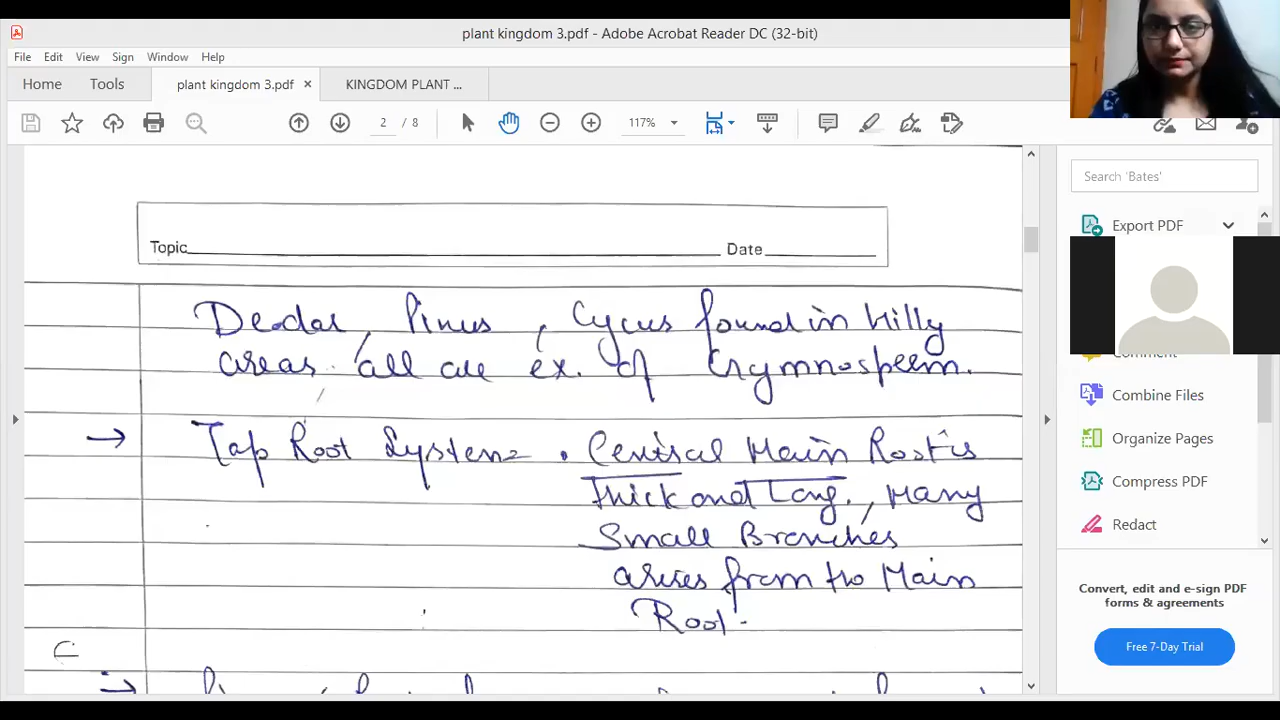 plant kingdom 3.pdf - Adobe Acrobat Reader DC (32-bit)
File Edit View Sign Window Help
Home Tools plant kingdom 3.pdf × KINGDOM PLANT ...
2 / 8 117%
Search 'Bates'
Export PDF
Topic Date
Deodar, Pinus, Cycus found in hilly
areas. all are ex. of Gymnosperm.
Comment
Combine Files
→ Tap Root System . Central Main Root is
Organize Pages
thick and Long., Many
Compress PDF
Small Branches
Redact
arises from the Main
Root.
Convert, edit and e-sign PDF
forms & agreements
Free 7-Day Trial